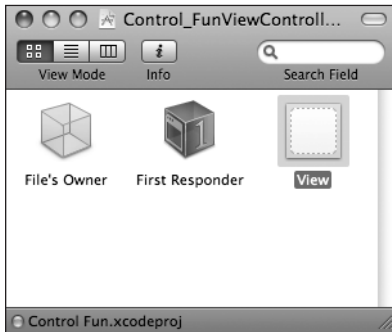 Control_FunViewControll...
View Mode
Info
Search Field
File's Owner
First Responder
View
Control Fun.xcodeproj